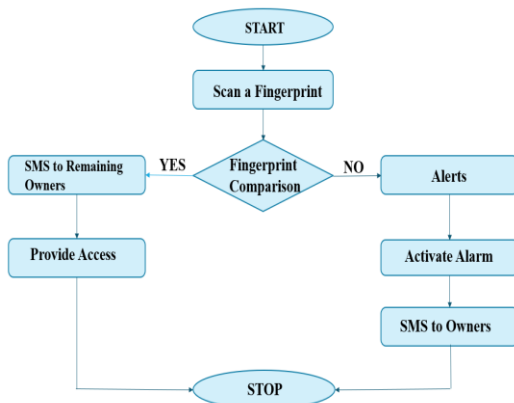 START
Scan a Fingerprint
YES
Fingerprint
Comparison
NO
SMS to Remaining
Owners
Alerts
Provide Access
Activate Alarm
SMS to Owners
STOP